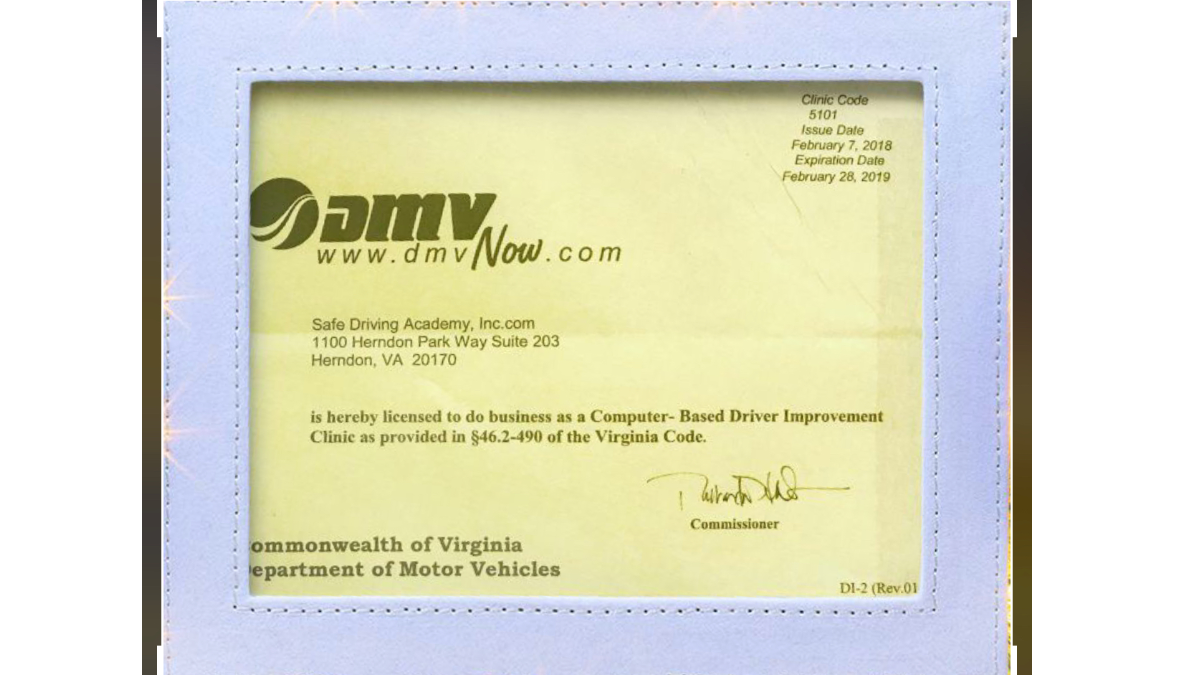 Clinic Code
5101
Issue Date
February 7, 2018
Expiration Date
February 28, 2019
DMV
www.dmvNow.com
Safe Driving Academy, Inc.com
1100 Herndon Park Way Suite 203
Herndon, VA 20170
is hereby licensed to do business as a Computer- Based Driver Improvement
Clinic as provided in §46.2-490 of the Virginia Code.
Commissioner
ommonwealth of Virginia
epartment of Motor Vehicles
DI-2 (Rev.01